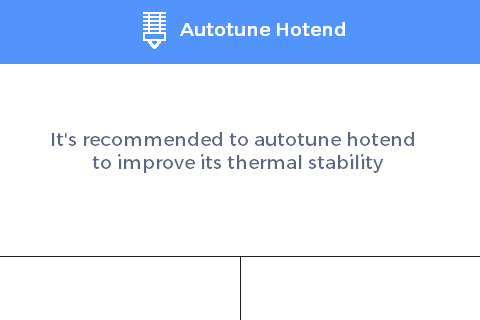 Autotune Hotend
It's recommended to autotune hotend
to improve its thermal stability